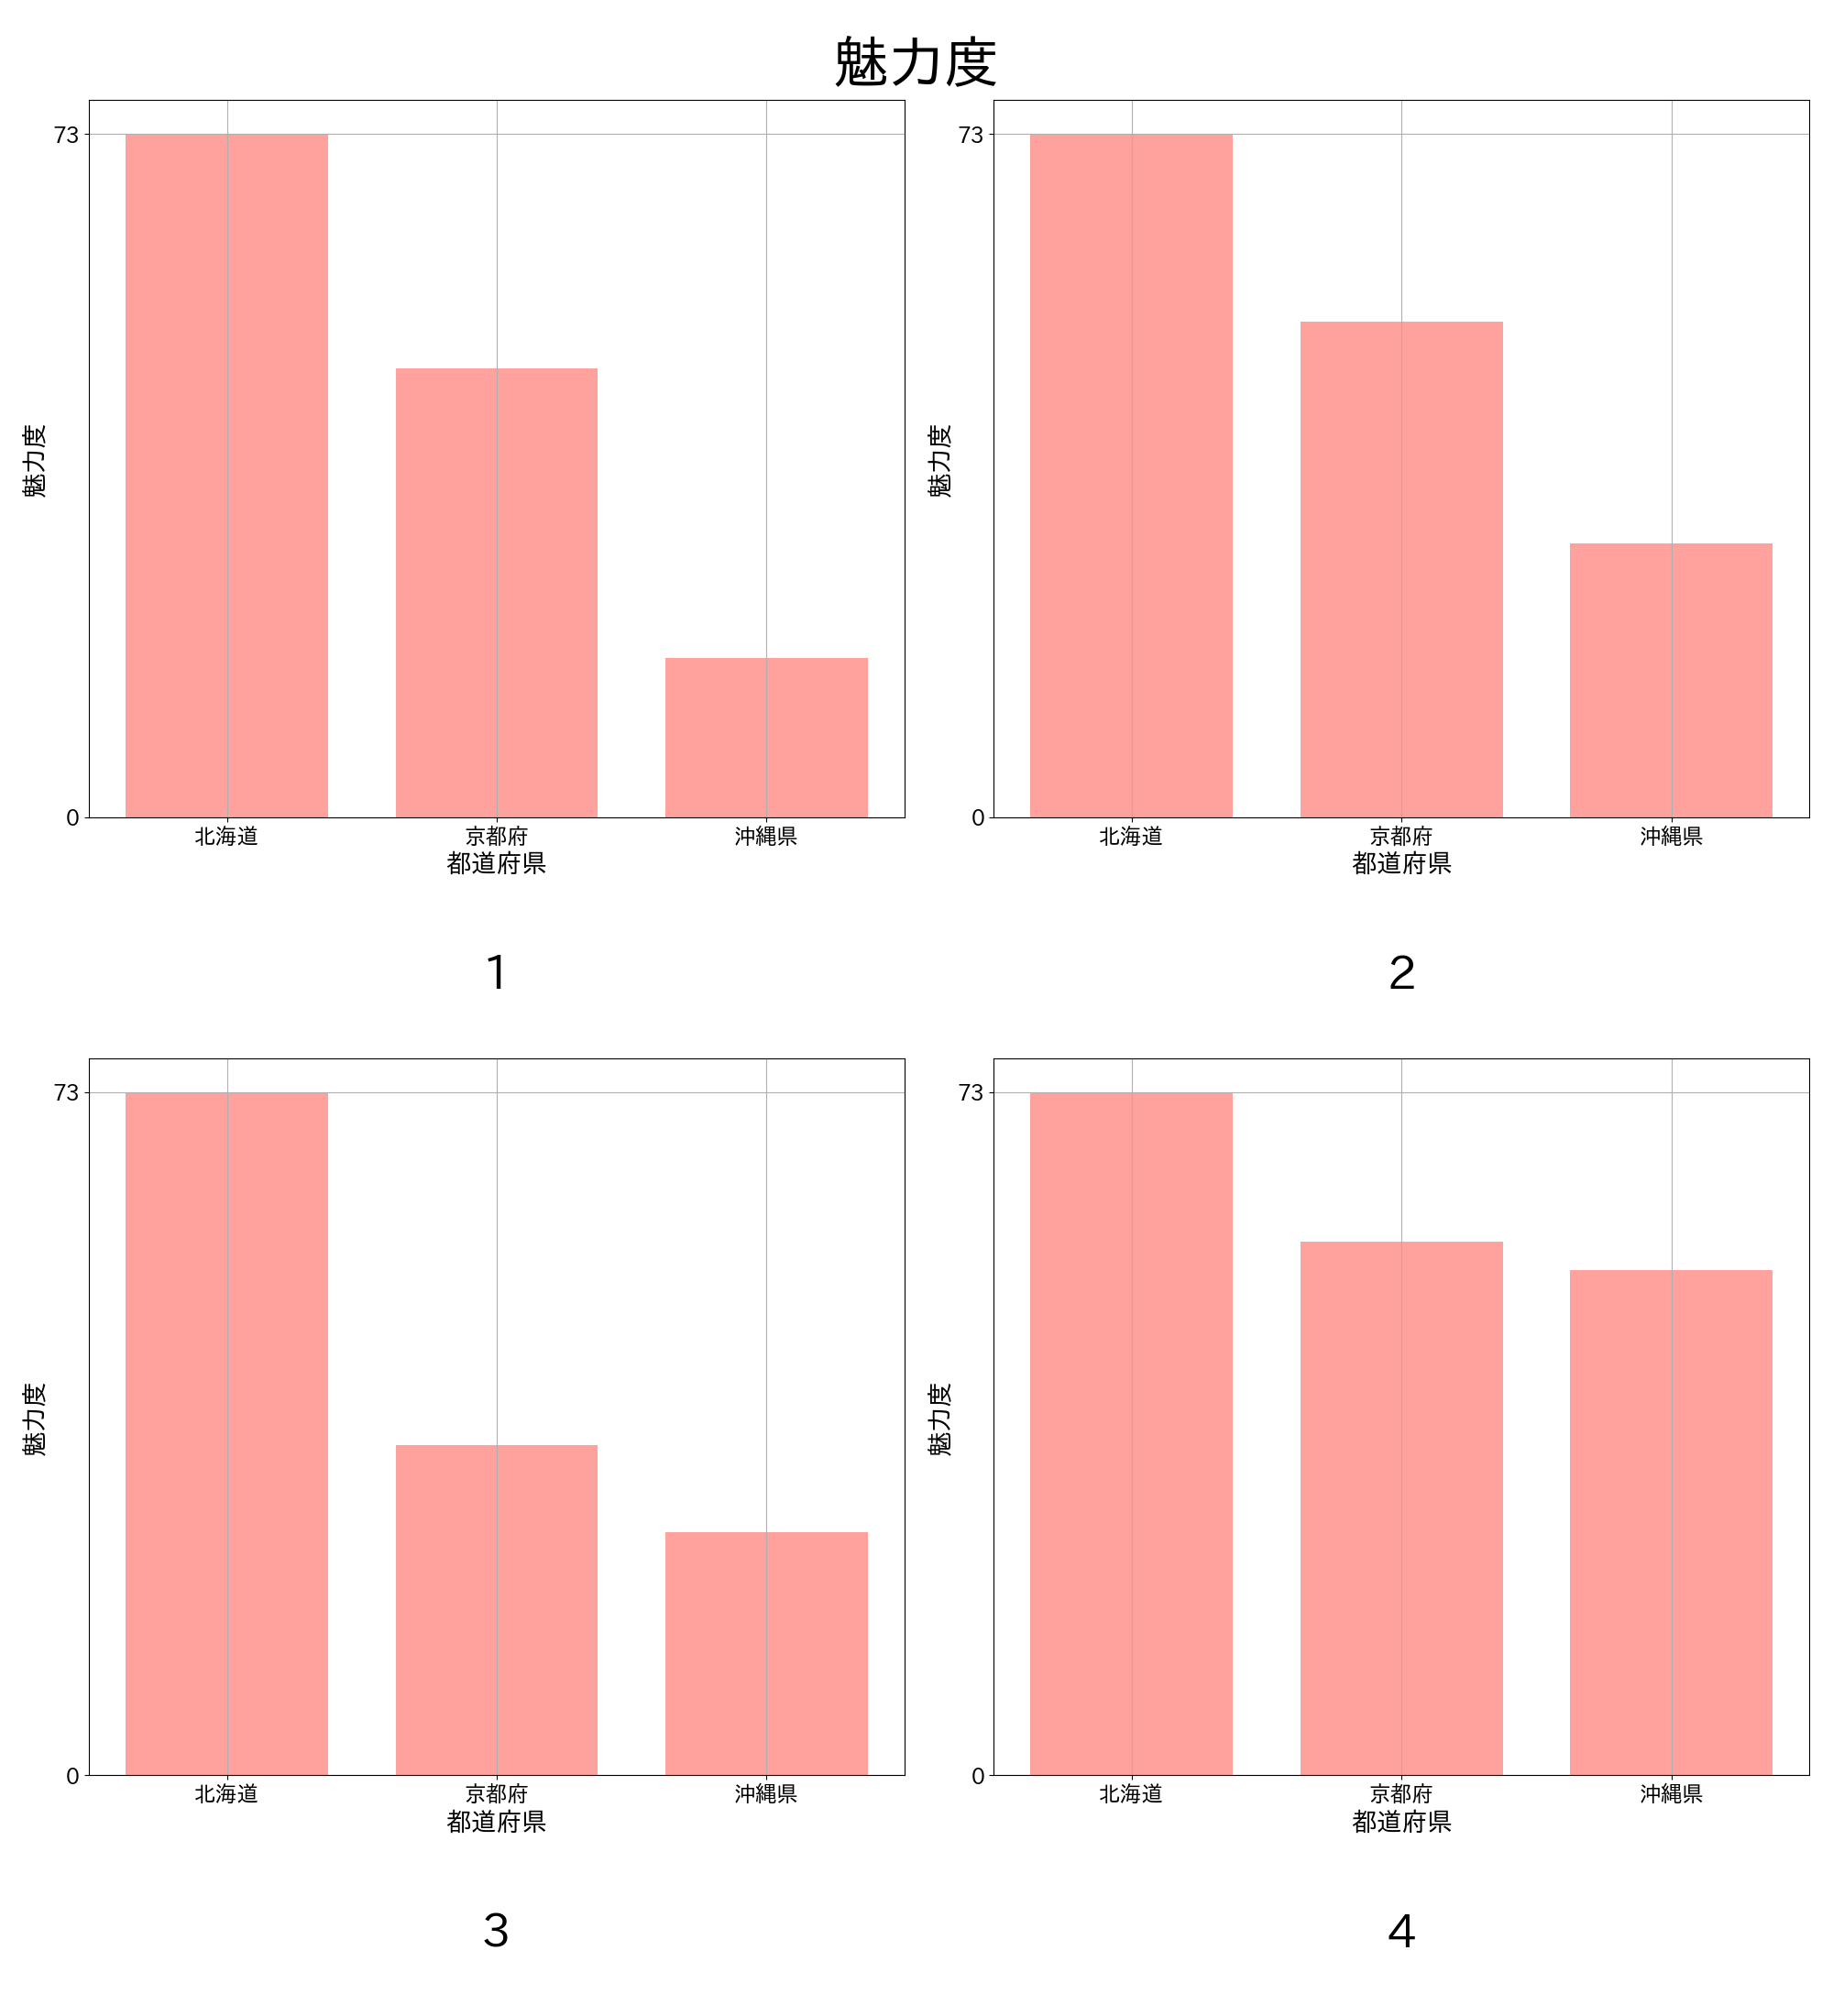 魅力度
73
魅力度
0
北海道 京都府 沖縄県
都道府県
1
73
魅力度
0
北海道 京都府 沖縄県
都道府県
2
73
魅力度
0
北海道 京都府 沖縄県
都道府県
3
73
魅力度
0
北海道 京都府 沖縄県
都道府県
4